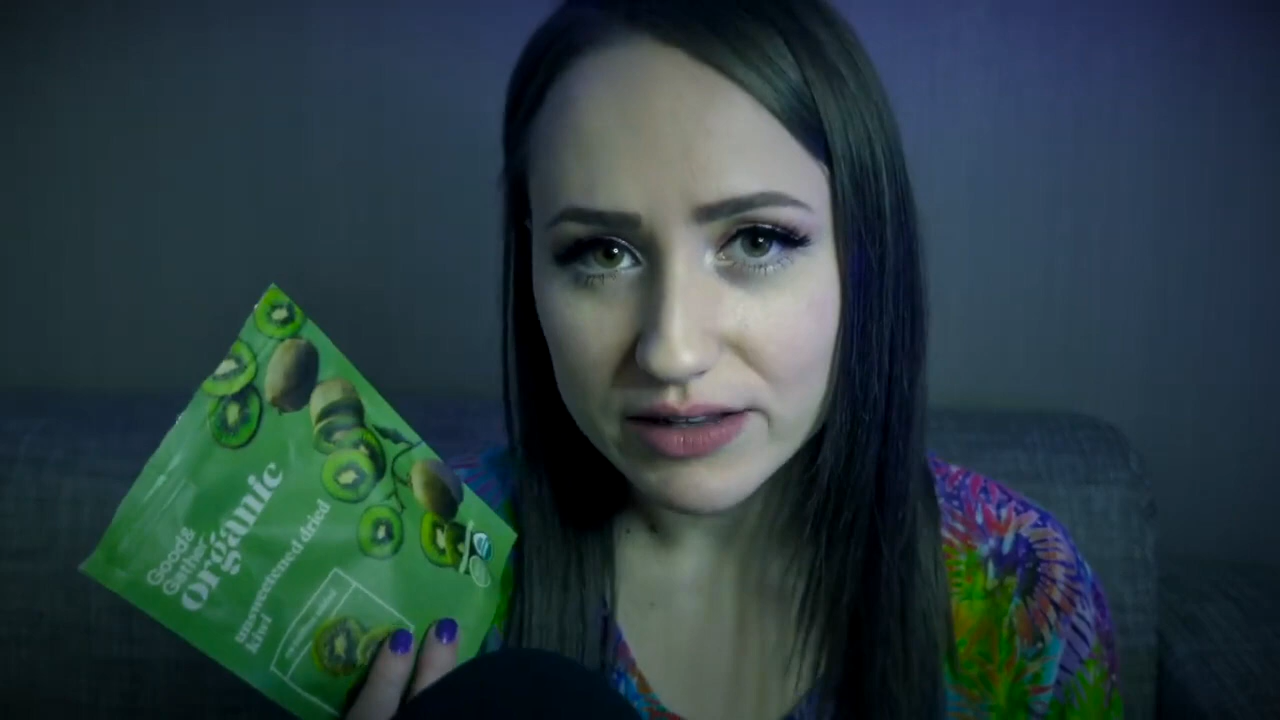 Good&
Gather
organic
unsweetened dried
kiwi